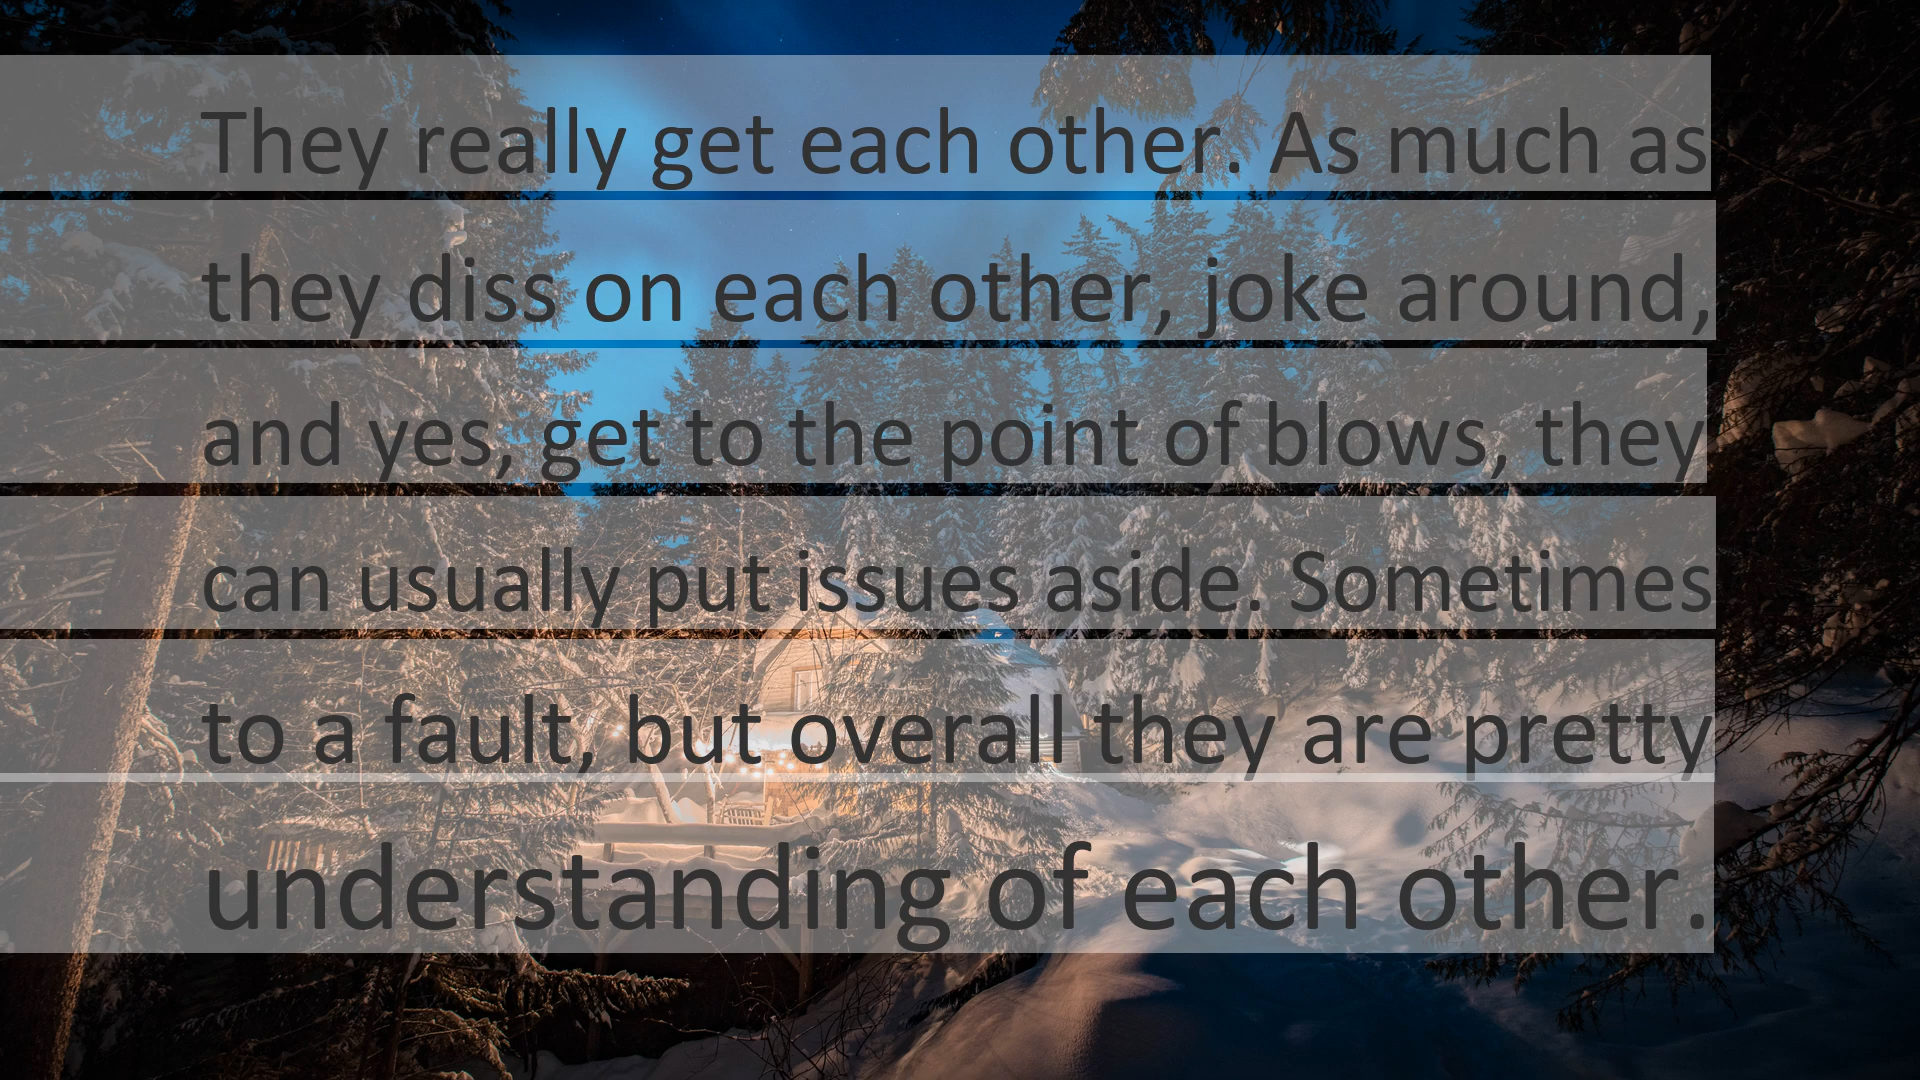 They really get each other. As much as
they diss on each other, joke around,
and yes, get to the point of blows, they
can usually put issues aside. Sometimes
to a fault, but overall they are pretty
understanding of each other.